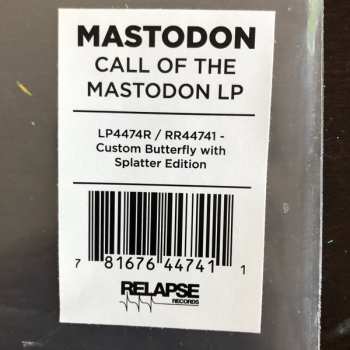 MASTODON
CALL OF THE
MASTODON LP
LP4474R / RR44741 -
Custom Butterfly with
Splatter Edition
7 81676 44741 1
RELAPSE
RECORDS